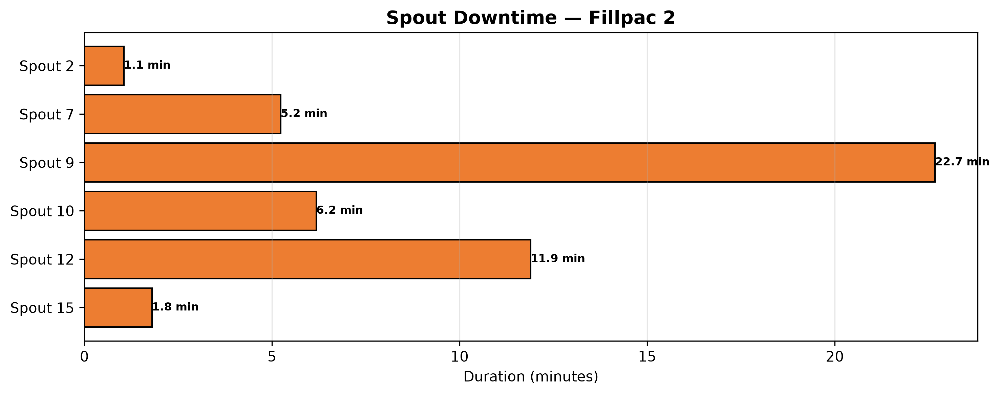 Spout Downtime — Fillpac 2
Spout 2 1.1 min
Spout 7 5.2 min
Spout 9 22.7 min
Spout 10 6.2 min
Spout 12 11.9 min
Spout 15 1.8 min
0 5 10 15 20
Duration (minutes)